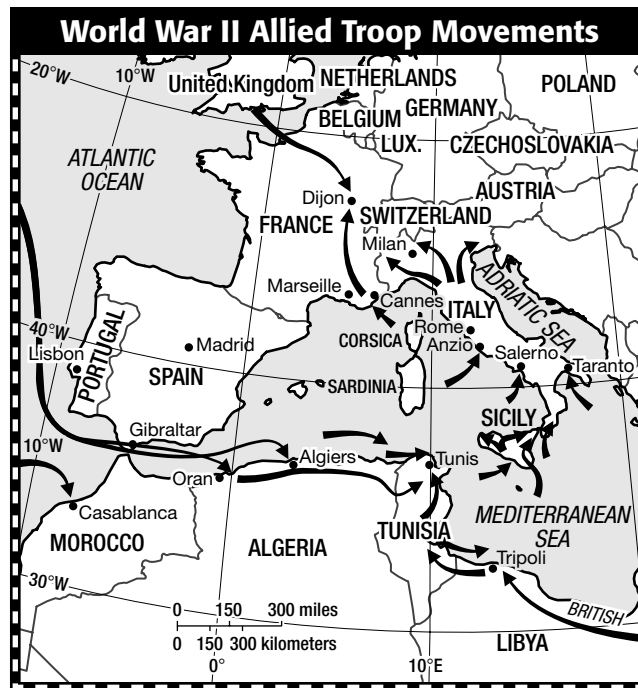 World War II Allied Troop Movements
20°W
10°W
United Kingdom
NETHERLANDS
POLAND
BELGIUM
GERMANY
LUX.
CZECHOSLOVAKIA
ATLANTIC
OCEAN
AUSTRIA
Dijon
FRANCE
SWITZERLAND
Milan
ADRIATIC SEA
Marseille
Cannes
ITALY
40°W
PORTUGAL
Lisbon
Madrid
SPAIN
CORSICA
Rome
Anzio
Salerno
Taranto
SARDINIA
SICILY
10°W
Gibraltar
Oran
Algiers
Tunis
Casablanca
MOROCCO
ALGERIA
TUNISIA
MEDITERRANEAN
SEA
Tripoli
30°W
0 150 300 miles
0 150 300 kilometers
BRITISH
LIBYA
0°
10°E